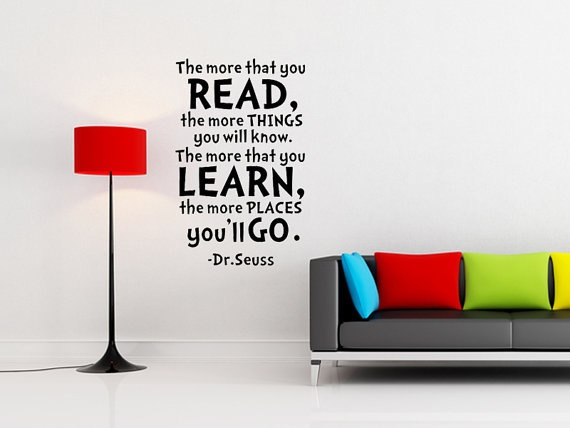 The more that you
READ,
the more THINGS
you will know.
The more that you
LEARN,
the more PLACES
you'll GO.
-Dr.Seuss